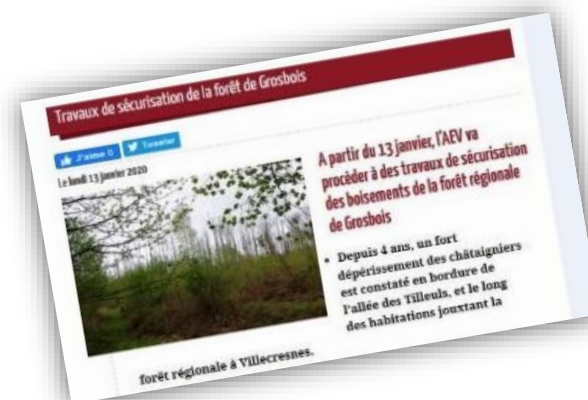 Travaux de sécurisation de la forêt de Grosbois
J'aime 0 Tweeter
Le lundi 13 janvier 2020
A partir du 13 janvier, l'AEV va
procèder à des travaux de sécurisation
des boisements de la forêt régionale
de Grosbois
• Depuis 4 ans, un fort
dépérissement des châtaigniers
est constaté en bordure de
l'allée des Tilleuls, et le long
des habitations jouxtant la
forêt régionale à Villecresnes.